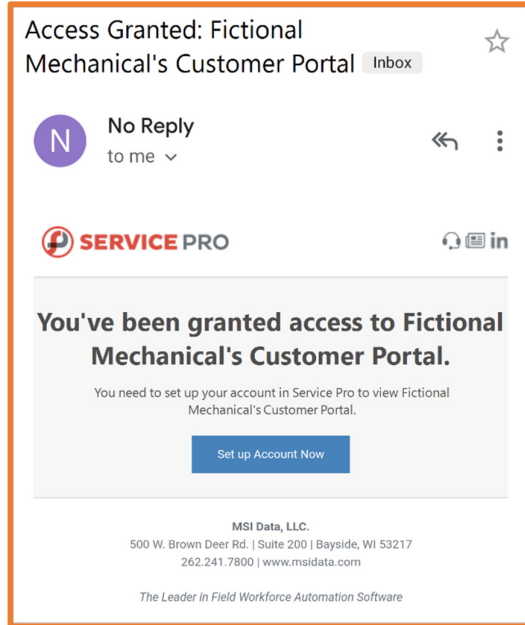 Access Granted: Fictional
Mechanical's Customer Portal Inbox
N
No Reply
to me
SERVICE PRO
in
You've been granted access to Fictional
Mechanical's Customer Portal.
You need to set up your account in Service Pro to view Fictional
Mechanical's Customer Portal.
Set up Account Now
MSI Data, LLC.
500 W. Brown Deer Rd. | Suite 200 | Bayside, WI 53217
262.241.7800 | www.msidata.com
The Leader in Field Workforce Automation Software